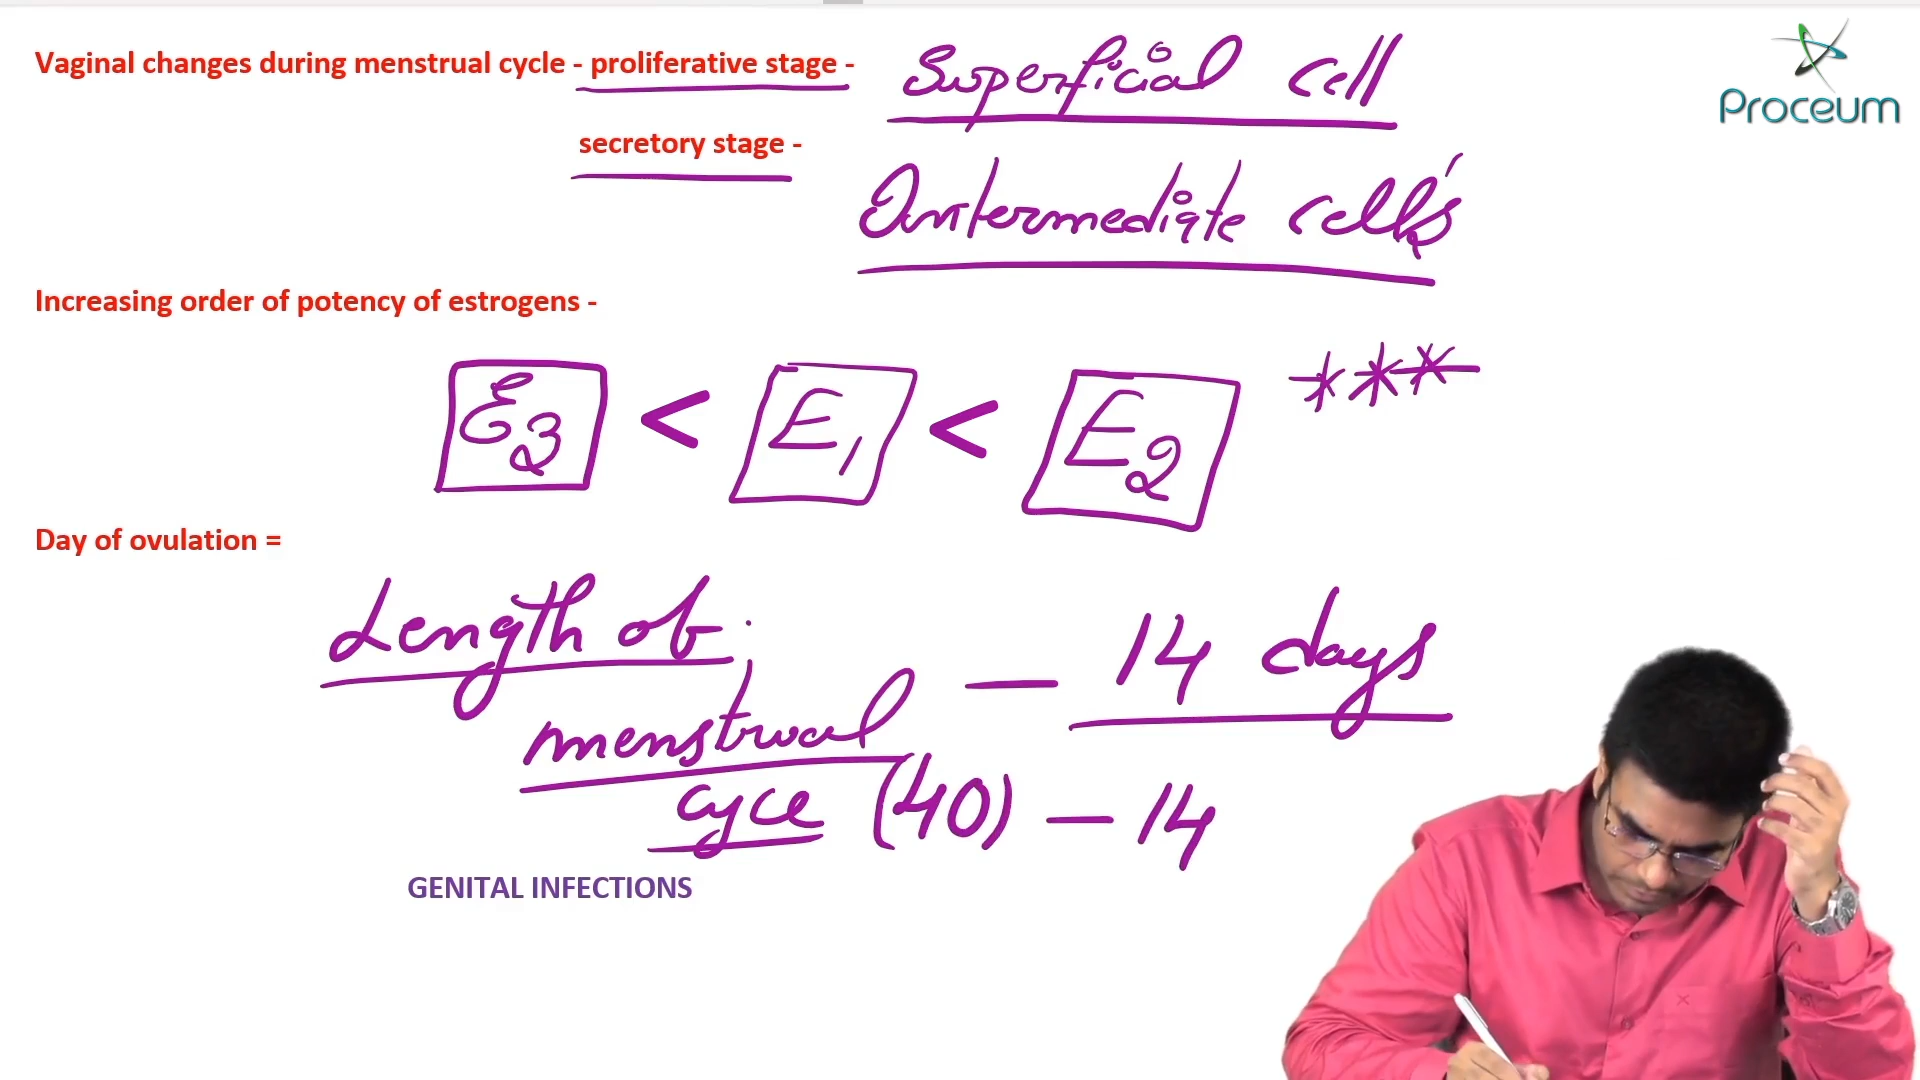 Vaginal changes during menstrual cycle - proliferative stage - Superficial cell
Proceum
secretory stage -
Intermediate cells
Increasing order of potency of estrogens -
E3 < E1 < E2 ***
Day of ovulation =
Length of
menstrual — 14 days
cycle (40) — 14
GENITAL INFECTIONS